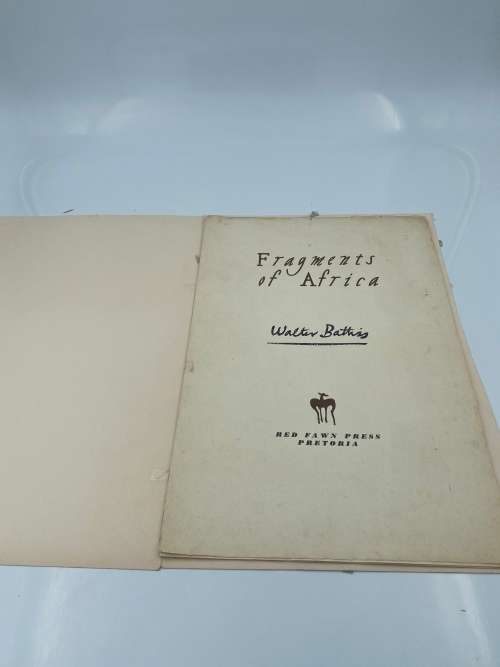 Fragments
of Africa
Walter Battiss
RED FAWN PRESS
PRETORIA